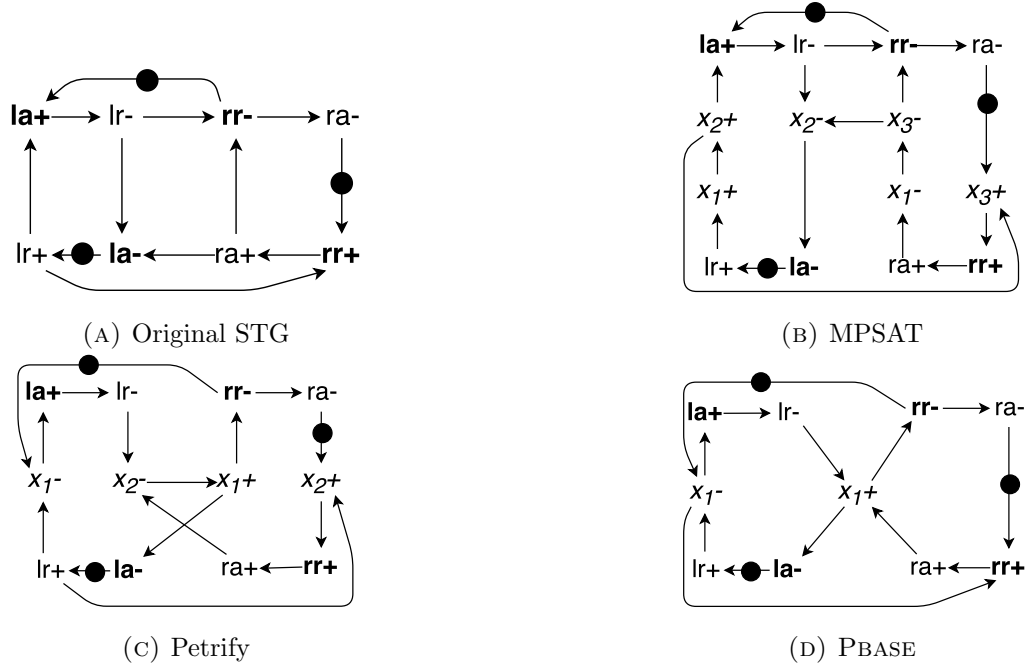 la+ lr- rr- ra-
lr+ la- ra+ rr+
(A) Original STG
la+ lr- rr- ra-
x2+ x2- x3-
x1+ x1- x3+
lr+ la- ra+ rr+
(B) MPSAT
la+ lr- rr- ra-
x1- x2- x1+ x2+
lr+ la- ra+ rr+
(C) Petrify
la+ lr- rr- ra-
x1- x1+
lr+ la- ra+ rr+
(D) PBASE